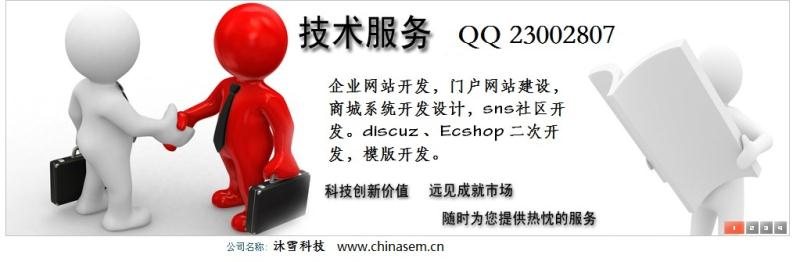 技术服务 QQ 23002807
企业网站开发，门户网站建设，
商城系统开发设计，sns社区开
发。discuz、Ecshop 二次开
发，模版开发。
科技创新价值 远见成就市场
随时为您提供热忱的服务
1 2 3 4
公司名称: 沐雪科技 www.chinasem.cn